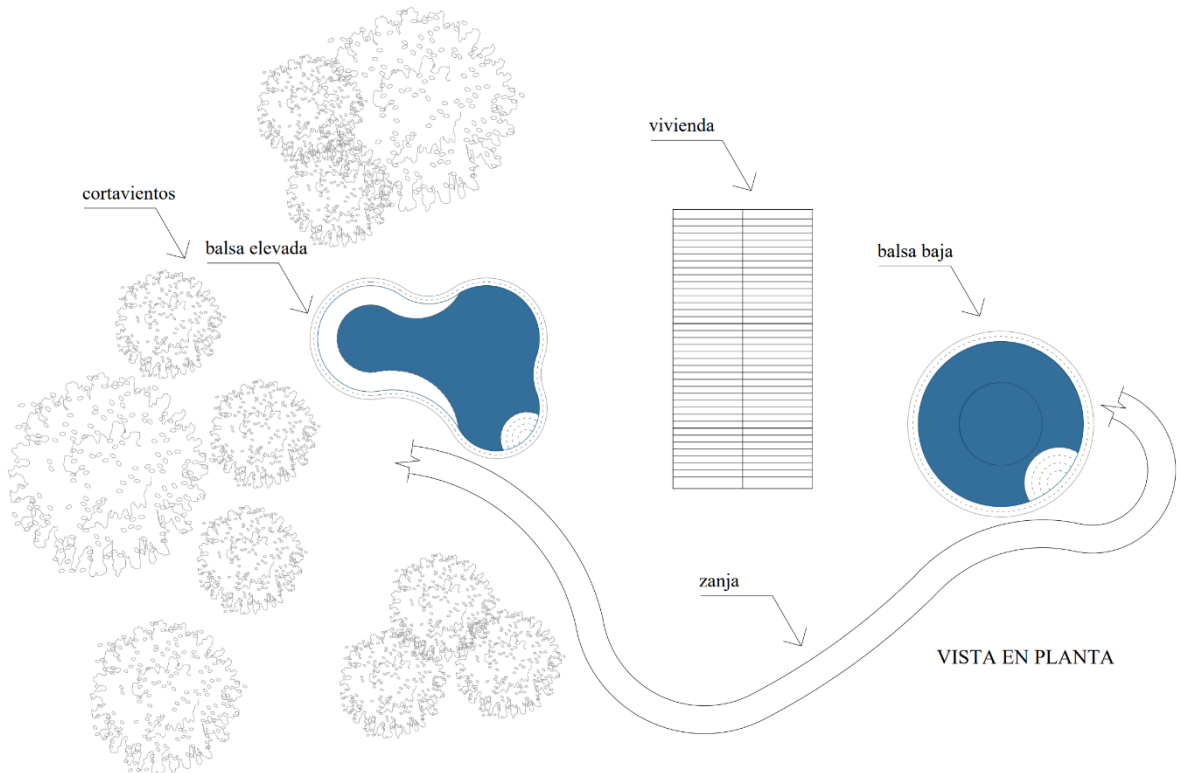 vivienda
cortavientos
balsa elevada
balsa baja
zanja
VISTA EN PLANTA